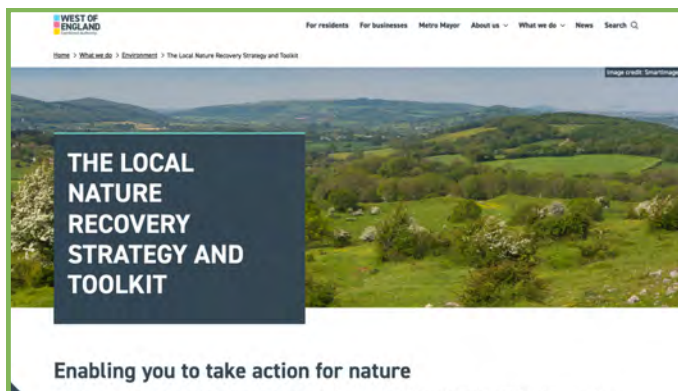 WEST OF
ENGLAND
Combined Authority
For residents For businesses Metro Mayor About us What we do News Search
Home > What we do > Environment > The Local Nature Recovery Strategy and Toolkit
Image credit: SmartImage
THE LOCAL
NATURE
RECOVERY
STRATEGY AND
TOOLKIT
Enabling you to take action for nature